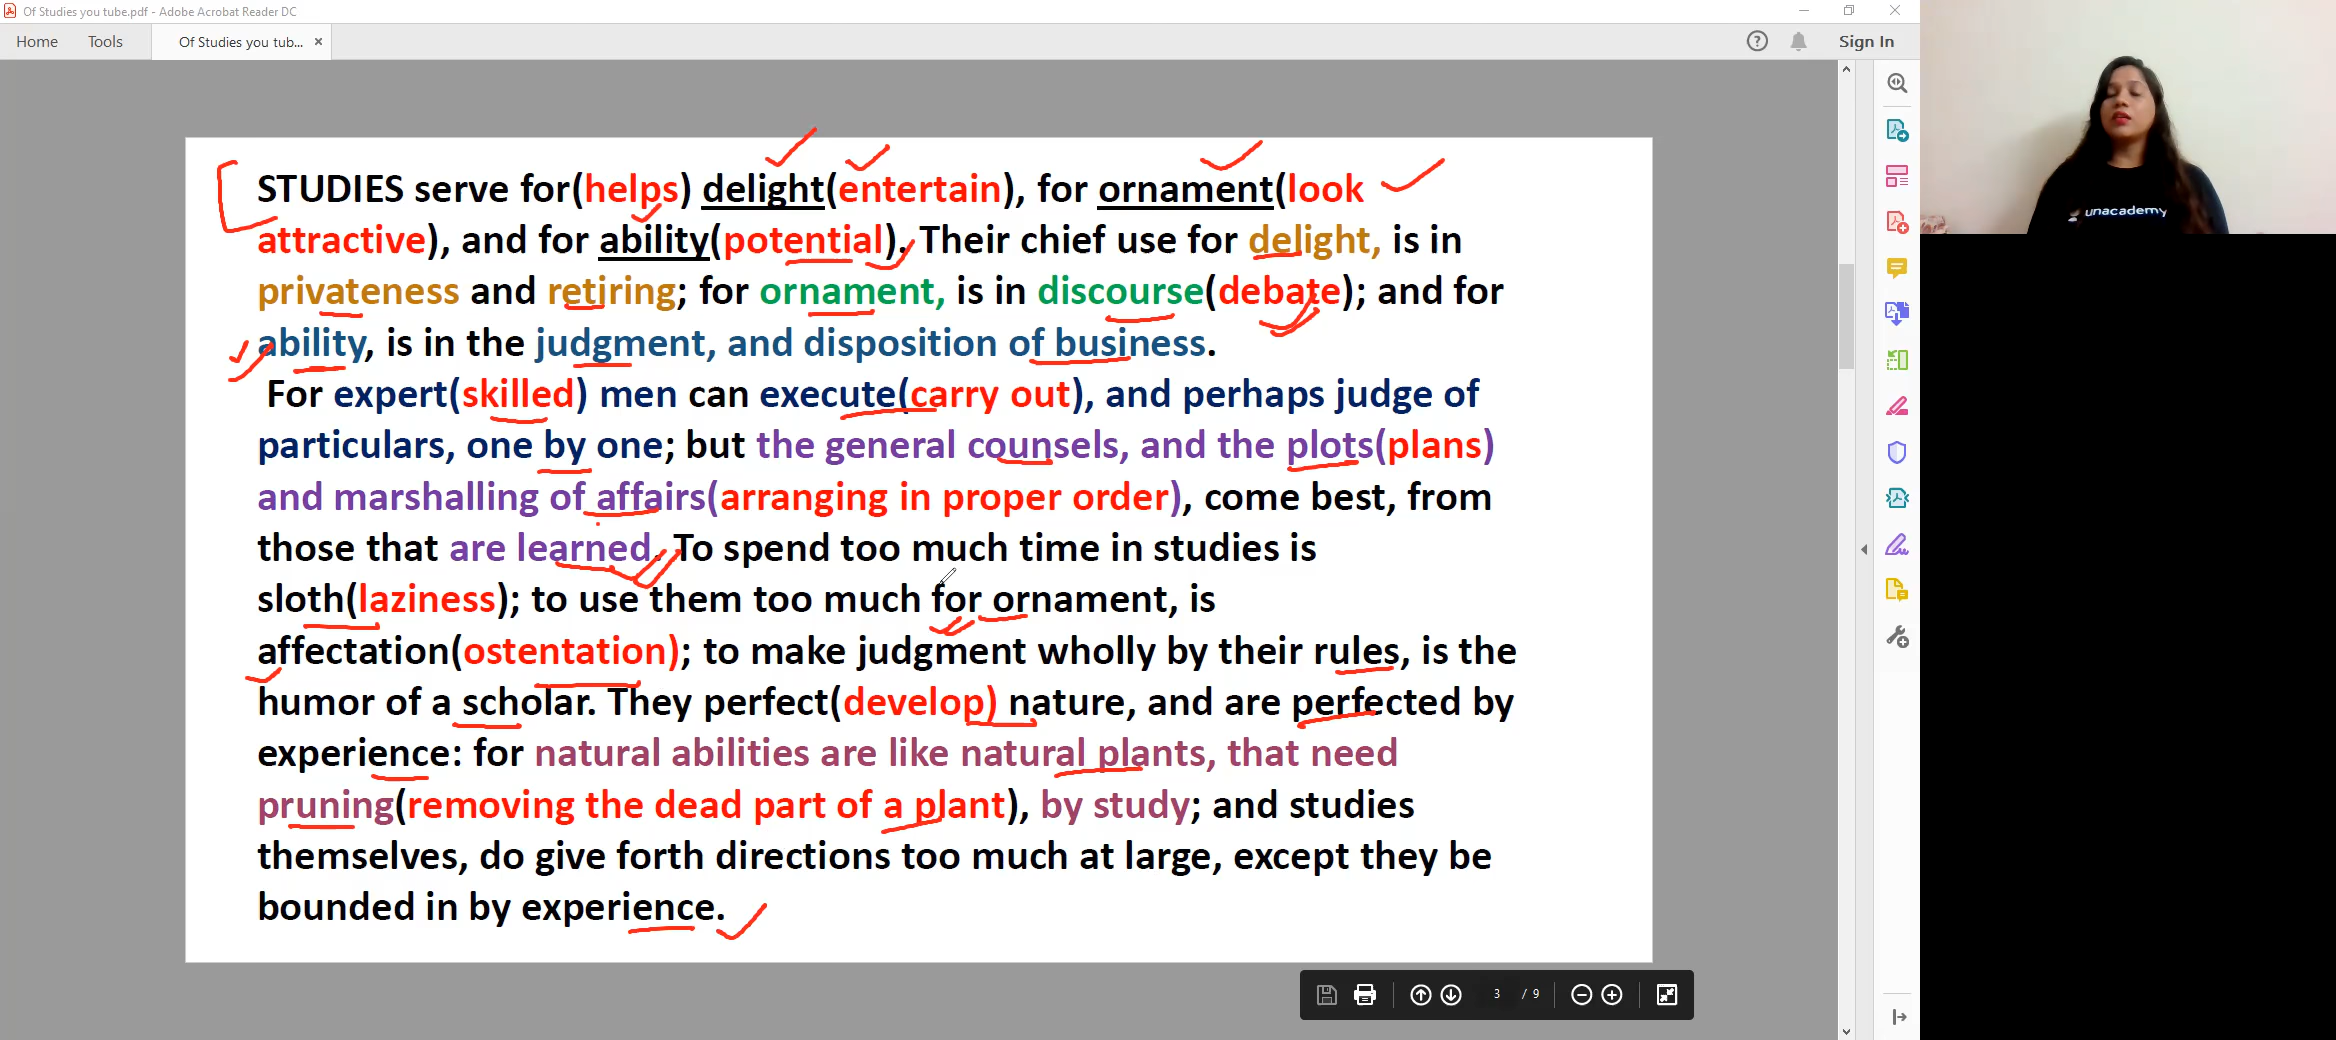 Of Studies you tube.pdf - Adobe Acrobat Reader DC
Home Tools Of Studies you tub... ×
Sign In
STUDIES serve for(helps) delight(entertain), for ornament(look
attractive), and for ability(potential). Their chief use for delight, is in
privateness and retiring; for ornament, is in discourse(debate); and for
ability, is in the judgment, and disposition of business.
For expert(skilled) men can execute(carry out), and perhaps judge of
particulars, one by one; but the general counsels, and the plots(plans)
and marshalling of affairs(arranging in proper order), come best, from
those that are learned. To spend too much time in studies is
sloth(laziness); to use them too much for ornament, is
affectation(ostentation); to make judgment wholly by their rules, is the
humor of a scholar. They perfect(develop) nature, and are perfected by
experience: for natural abilities are like natural plants, that need
pruning(removing the dead part of a plant), by study; and studies
themselves, do give forth directions too much at large, except they be
bounded in by experience.
3 / 9
unacademy